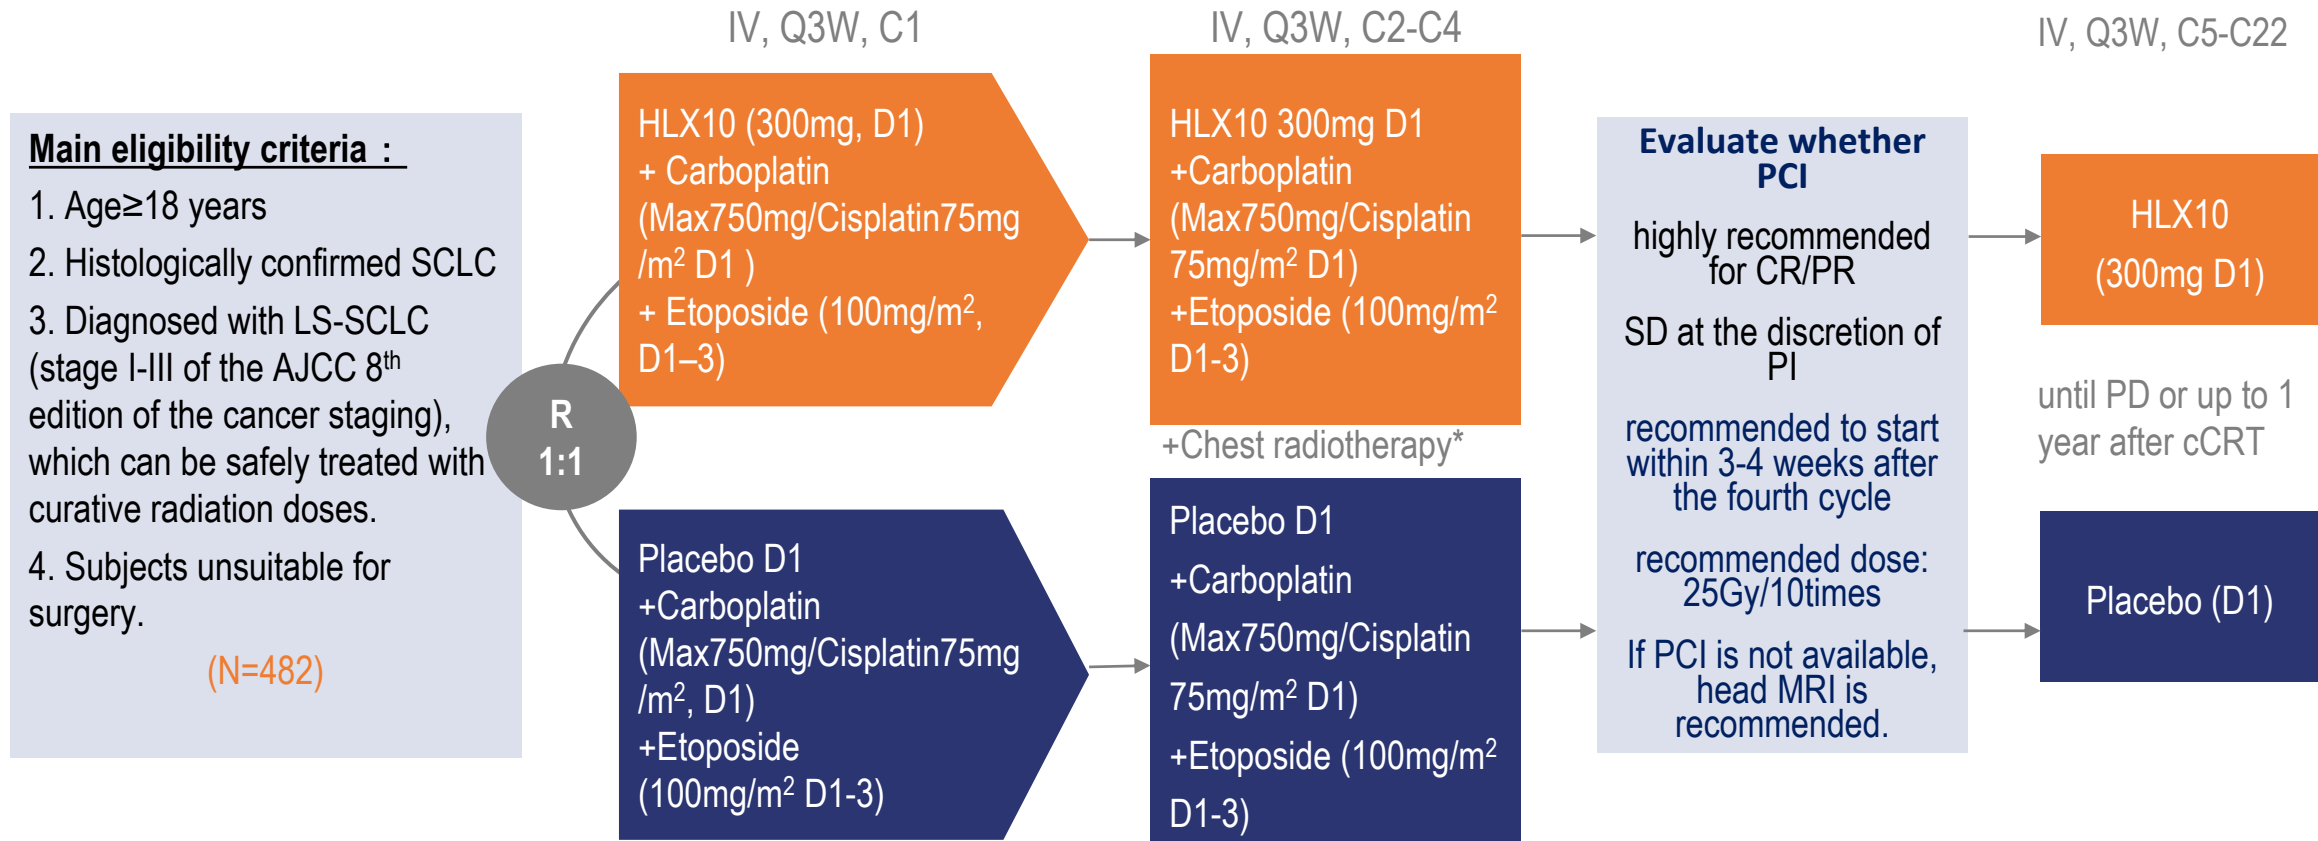 IV, Q3W, C1
IV, Q3W, C2-C4
IV, Q3W, C5-C22
Main eligibility criteria：
1. Age≥18 years
2. Histologically confirmed SCLC
3. Diagnosed with LS-SCLC
(stage I-III of the AJCC 8th
edition of the cancer staging),
which can be safely treated with
curative radiation doses.
4. Subjects unsuitable for
surgery.
(N=482)
R
1:1
HLX10 (300mg, D1)
+ Carboplatin
(Max750mg/Cisplatin75mg
/m² D1 )
+ Etoposide (100mg/m²,
D1–3)
Placebo D1
+Carboplatin
(Max750mg/Cisplatin75mg
/m², D1)
+Etoposide
(100mg/m² D1-3)
HLX10 300mg D1
+Carboplatin
(Max750mg/Cisplatin
75mg/m² D1)
+Etoposide (100mg/m²
D1-3)
+Chest radiotherapy*
Placebo D1
+Carboplatin
(Max750mg/Cisplatin
75mg/m² D1)
+Etoposide (100mg/m²
D1-3)
Evaluate whether
PCI
highly recommended
for CR/PR
SD at the discretion of
PI
recommended to start
within 3-4 weeks after
the fourth cycle
recommended dose:
25Gy/10times
If PCI is not available,
head MRI is
recommended.
HLX10
(300mg D1)
until PD or up to 1
year after cCRT
Placebo (D1)